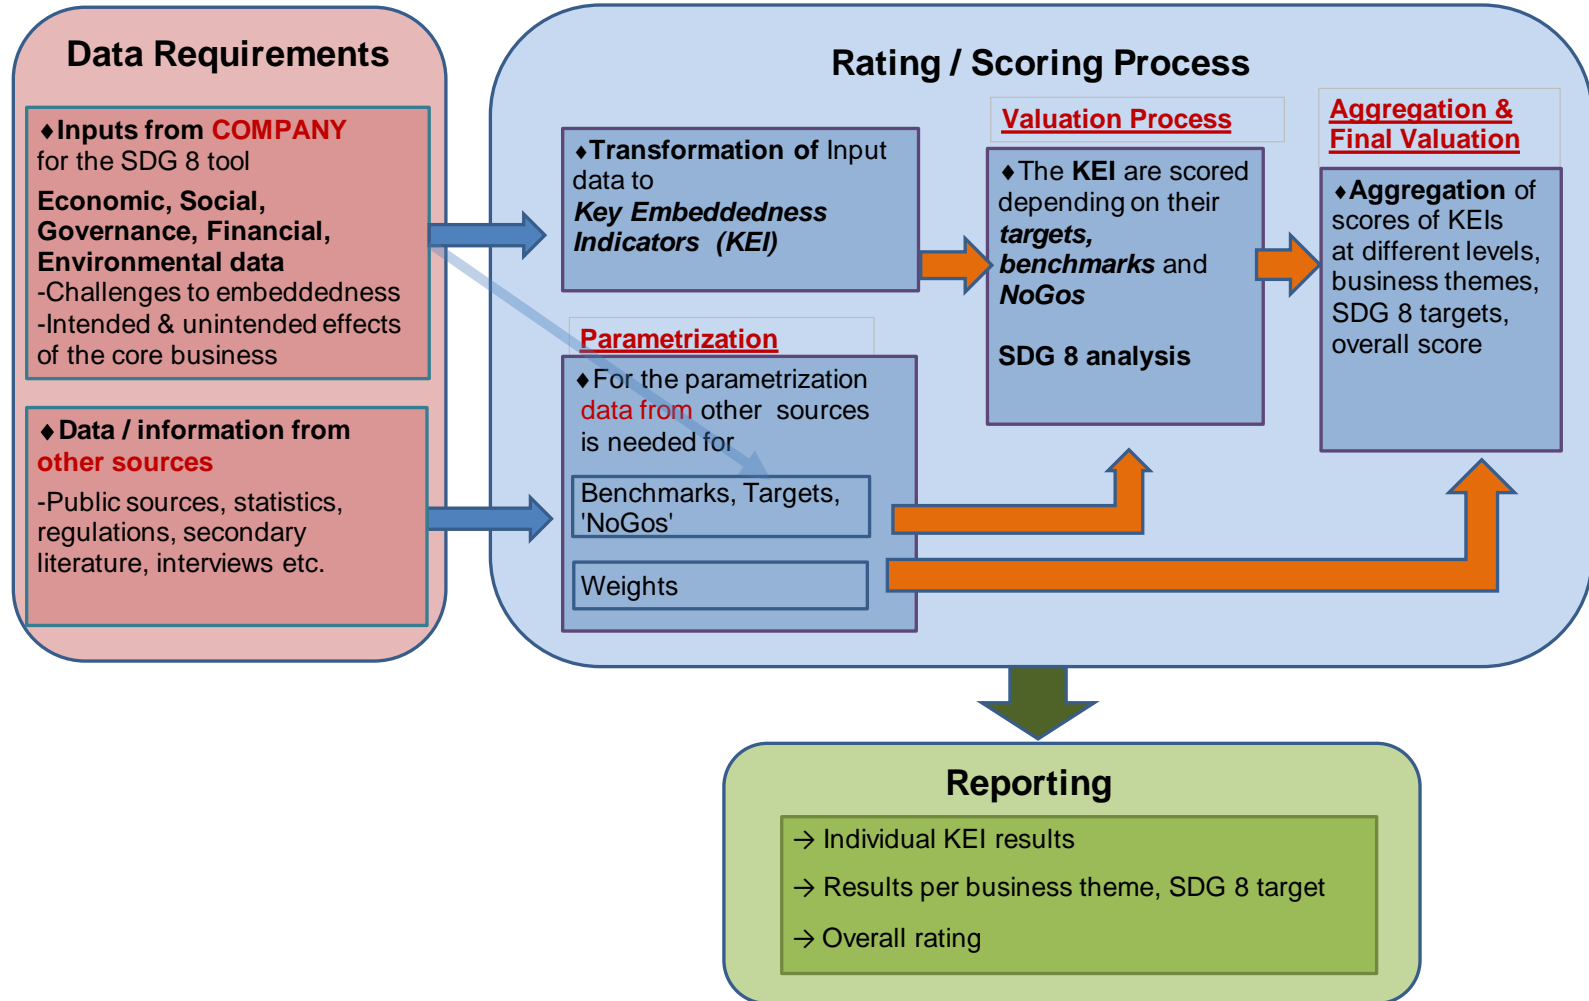 Data Requirements
♦Inputs from COMPANY
for the SDG 8 tool
Economic, Social,
Governance, Financial,
Environmental data
-Challenges to embeddedness
-Intended & unintended effects
of the core business
♦Data / information from
other sources
-Public sources, statistics,
regulations, secondary
literature, interviews etc.
Rating / Scoring Process
♦Transformation of Input
data to
Key Embeddedness
Indicators (KEI)
Parametrization
♦For the parametrization
data from other sources
is needed for
Benchmarks, Targets,
'NoGos'
Weights
Valuation Process
♦The KEI are scored
depending on their
targets,
benchmarks and
NoGos
SDG 8 analysis
Aggregation &
Final Valuation
♦Aggregation of
scores of KEIs
at different levels,
business themes,
SDG 8 targets,
overall score
Reporting
→ Individual KEI results
→ Results per business theme, SDG 8 target
→ Overall rating